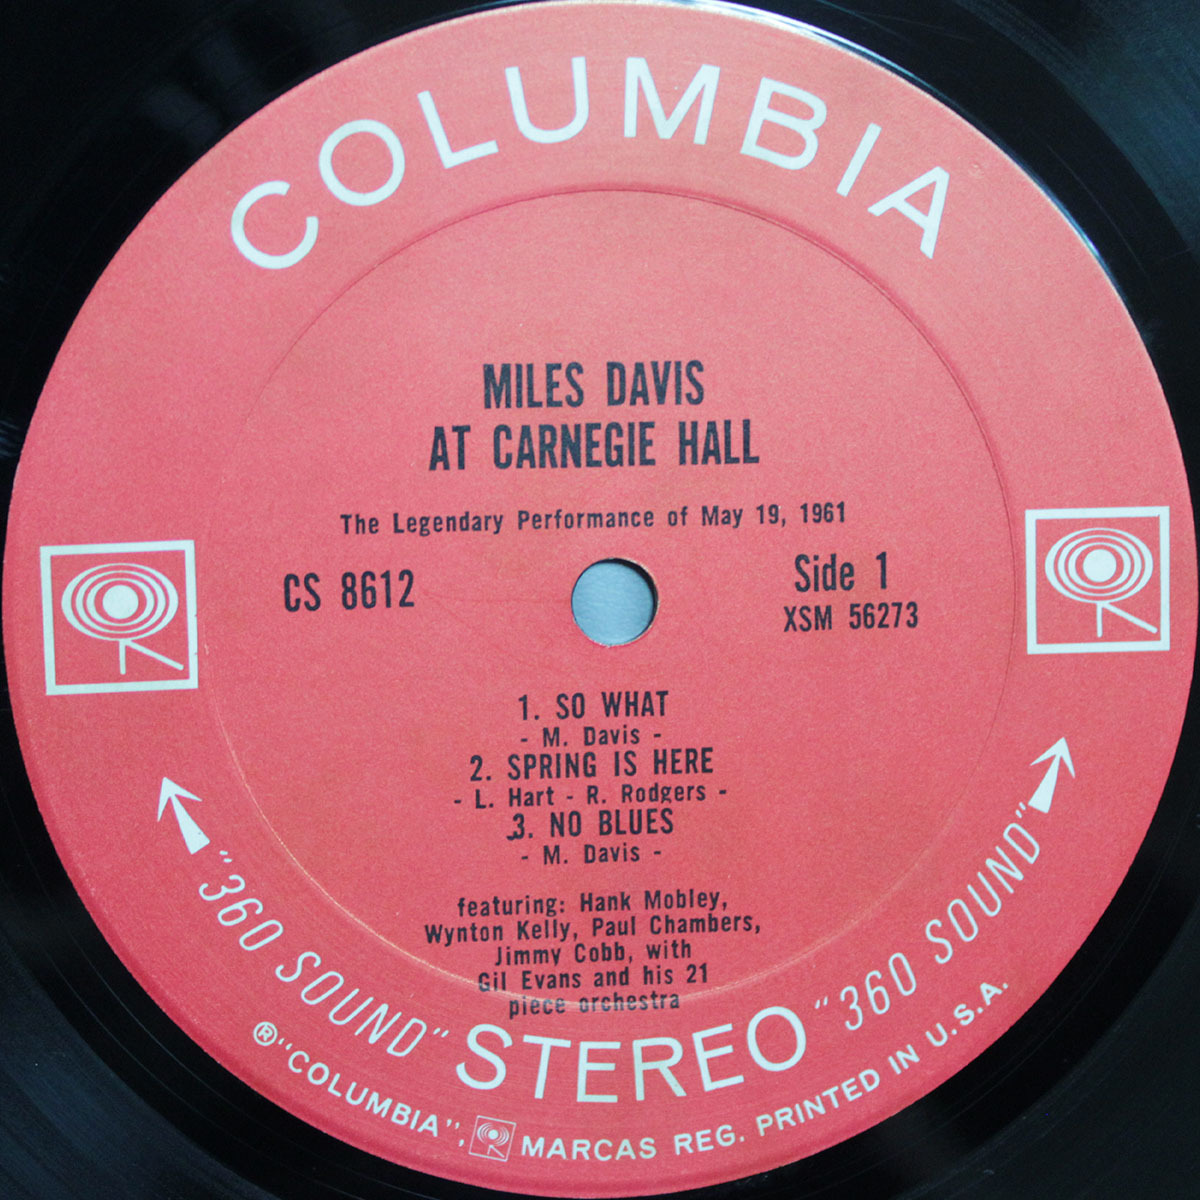 COLUMBIA
MILES DAVIS
AT CARNEGIE HALL
The Legendary Performance of May 19, 1961
CS 8612
Side 1
XSM 56273
1. SO WHAT
- M. Davis -
2. SPRING IS HERE
- L. Hart - R. Rodgers -
3. NO BLUES
- M. Davis -
featuring: Hank Mobley,
Wynton Kelly, Paul Chambers,
Jimmy Cobb, with
Gil Evans and his 21
piece orchestra
"360 SOUND" STEREO "360 SOUND"
® "COLUMBIA", MARCAS REG. PRINTED IN U.S.A.